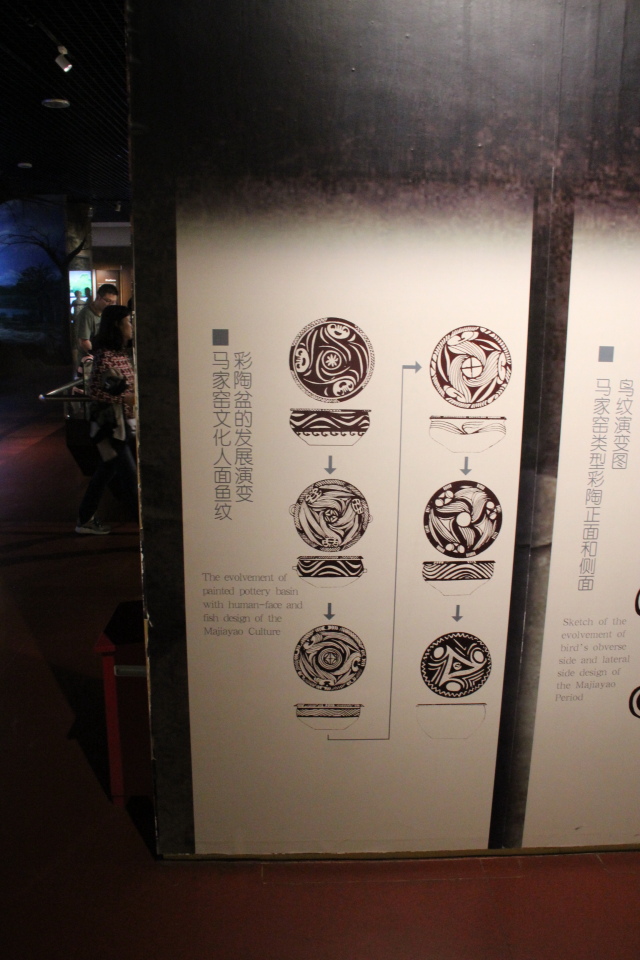 马家窑文化人面鱼纹
彩陶盆的发展演变
The evolvement of
painted pottery basin
with human-face and
fish design of the
Majiayao Culture
马家窑类型彩陶正面和侧面
鸟纹演变图
Sketch of the
evolvement of
bird's obverse
side and lateral
side design of
the Majiayao
Period